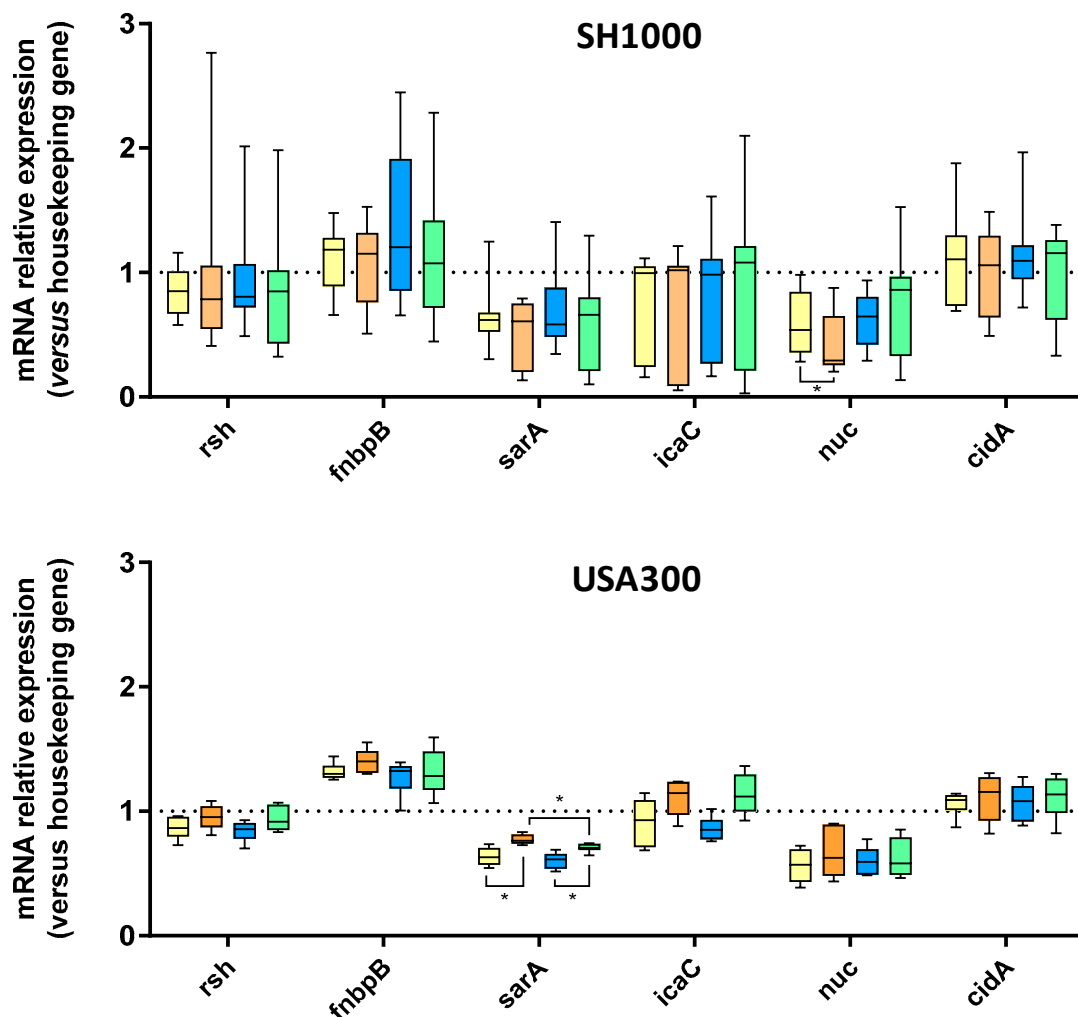 SH1000
mRNA relative expression
(versus housekeeping gene)
3
2
1
0
*
rsh
fnbpB
sarA
icaC
nuc
cidA
USA300
mRNA relative expression
(versus housekeeping gene)
3
2
1
0
*
*
*
rsh
fnbpB
sarA
icaC
nuc
cidA